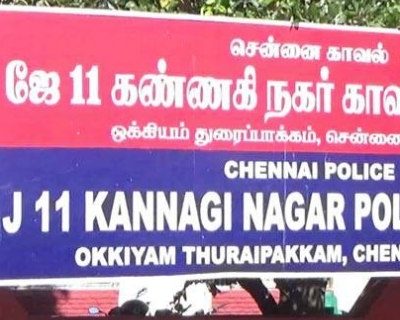 சென்னை காவல்
ஜே 11 கண்ணகி நகர் காவ
ஒக்கியம் துரைப்பாக்கம், சென்னை
CHENNAI POLICE
J 11 KANNAGI NAGAR POL
OKKIYAM THURAIPAKKAM, CHEN